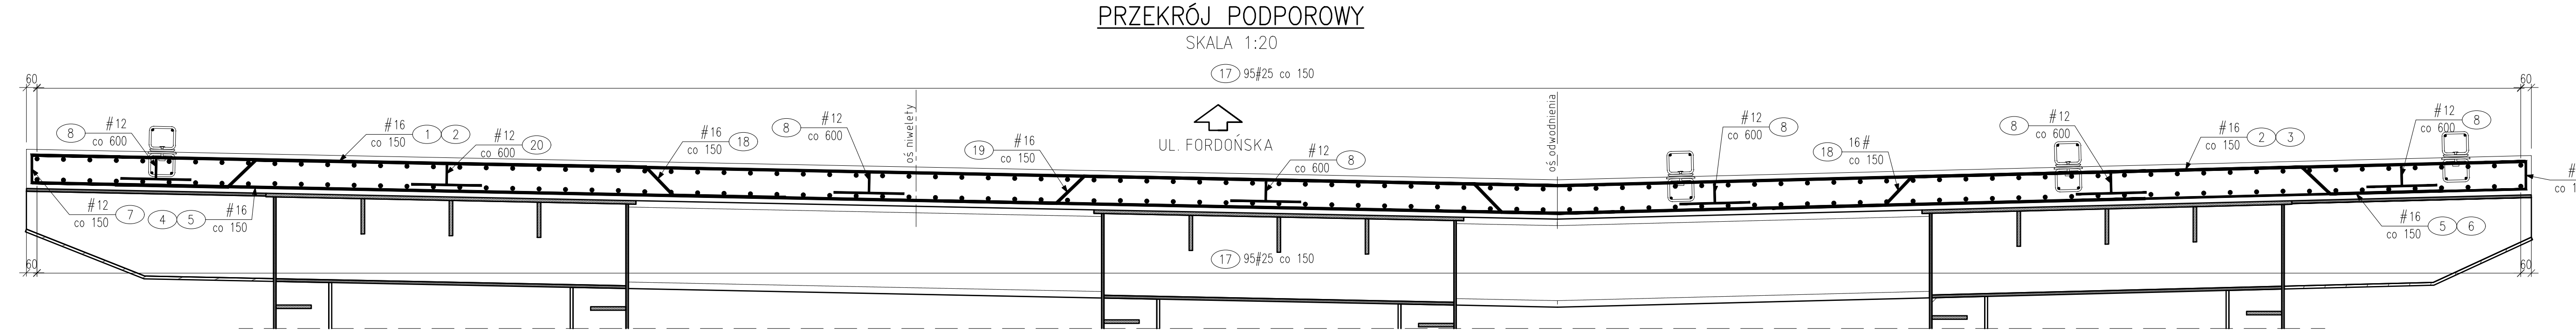 PRZEKRÓJ PODPOROWY
SKALA 1:20
17 95#25 co 150
60
60
8 #12 co 600
#16 co 150 1 2
#12 co 600 20
#16 co 150 18
8 #12 co 600
oś niwelety
19 #16 co 150
UL. FORDOŃSKA
#12 co 600 8
oś odwodnienia
#12 co 600 8
18 16#
8 #12 co 600
#16 co 150 2 3
#12 co 600 8
#12 co 150 7
4 5 #16 co 150
#16 co 150 5 6
#
co 1
60
17 95#25 co 150
60